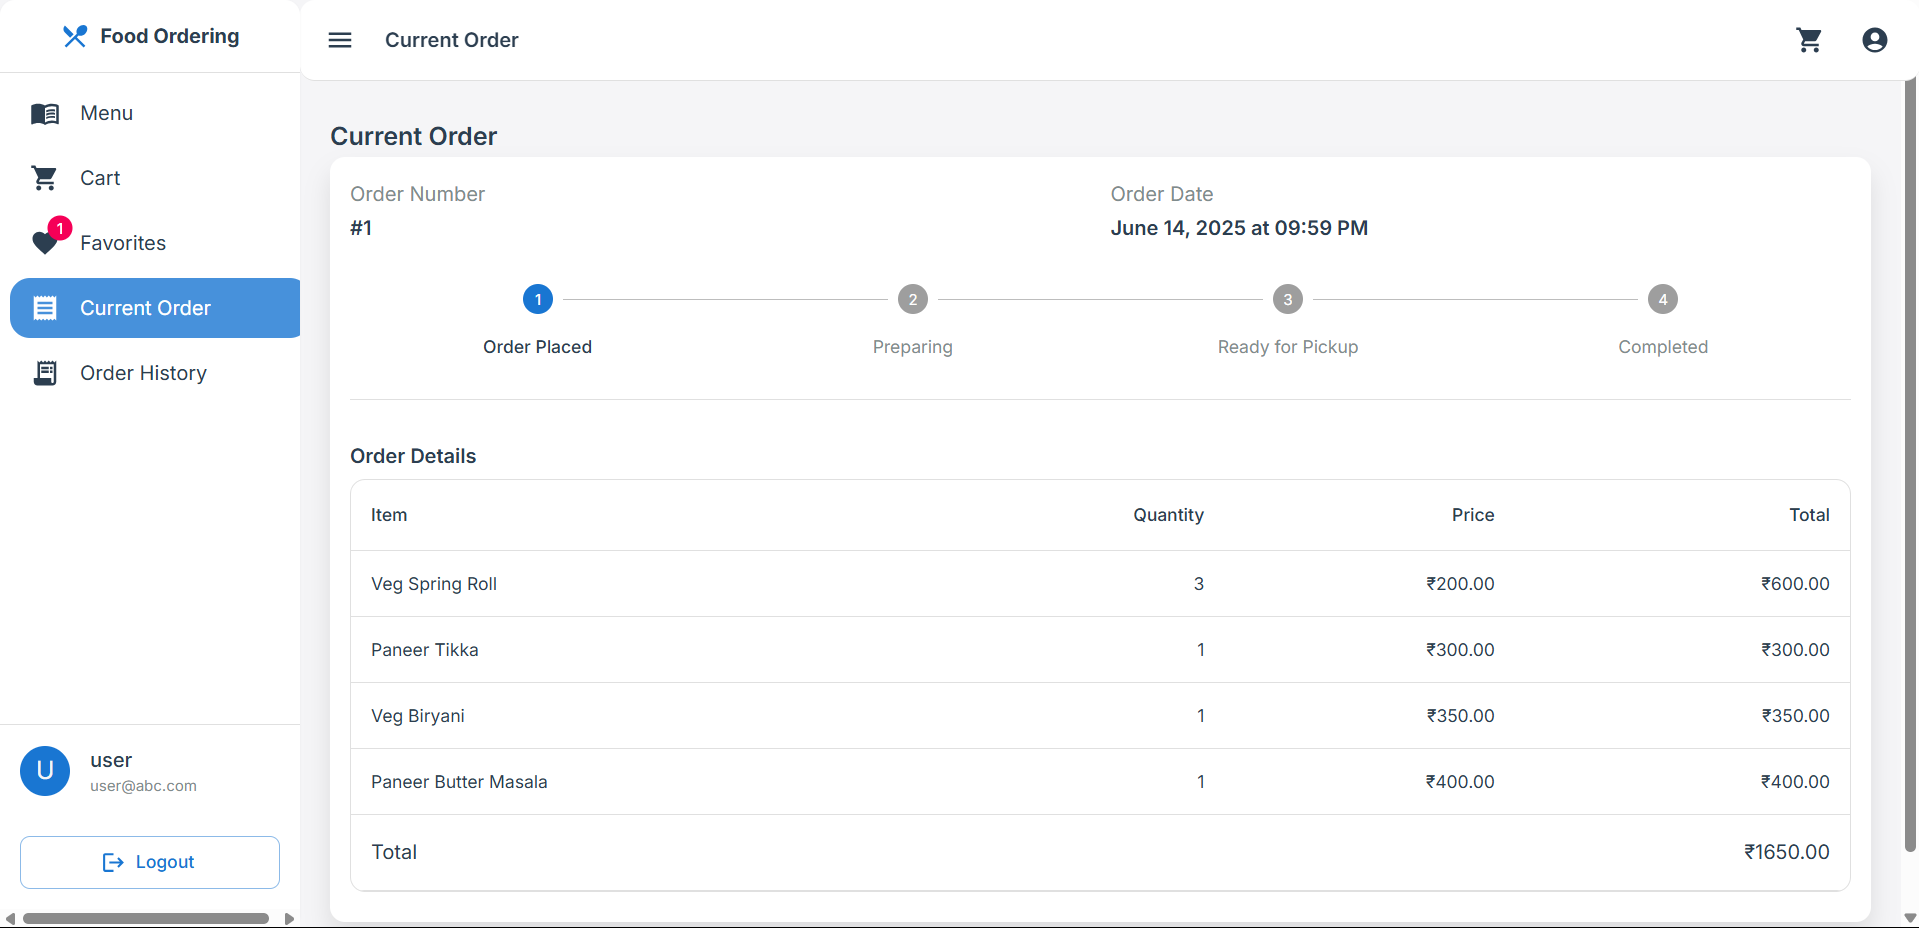 Food Ordering
Menu
Cart
1
Favorites
Current Order
Order History
U
user
user@abc.com
Logout
Current Order
Current Order
Order Number
#1
Order Date
June 14, 2025 at 09:59 PM
1 2 3 4
Order Placed Preparing Ready for Pickup Completed
Order Details
Item Quantity Price Total
Veg Spring Roll 3 ₹200.00 ₹600.00
Paneer Tikka 1 ₹300.00 ₹300.00
Veg Biryani 1 ₹350.00 ₹350.00
Paneer Butter Masala 1 ₹400.00 ₹400.00
Total ₹1650.00